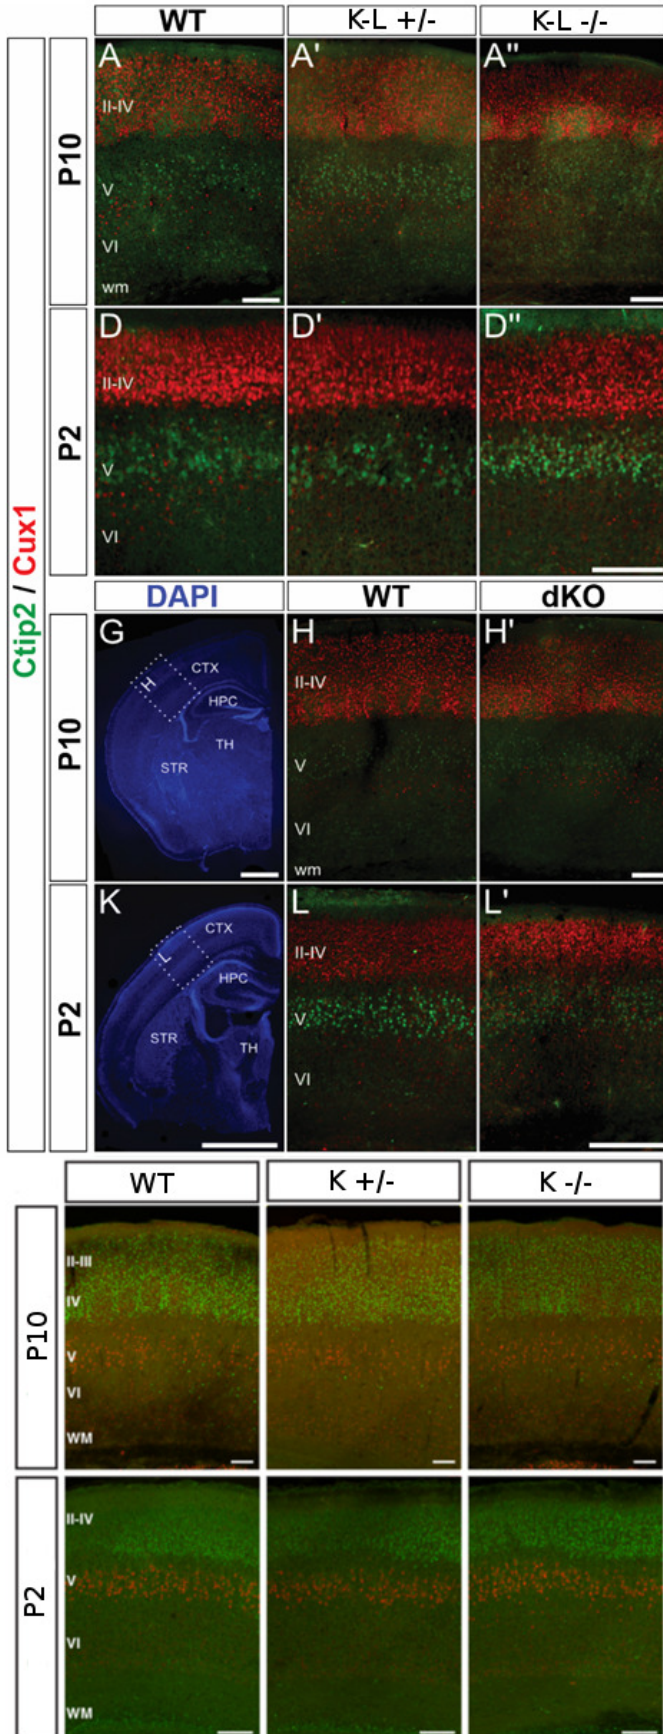 WT K-L +/- K-L -/-
Ctip2 / Cux1
P10
A A' A"
II-IV
V
VI
wm
P2
D D' D"
II-IV
V
VI
DAPI WT dKO
P10
G H H'
CTX
H
HPC
TH
STR
II-IV
V
VI
wm
P2
K L L'
CTX
L
HPC
STR
TH
II-IV
V
VI
WT K +/- K -/-
P10
II-III
IV
V
VI
WM
P2
II-IV
V
VI
WM